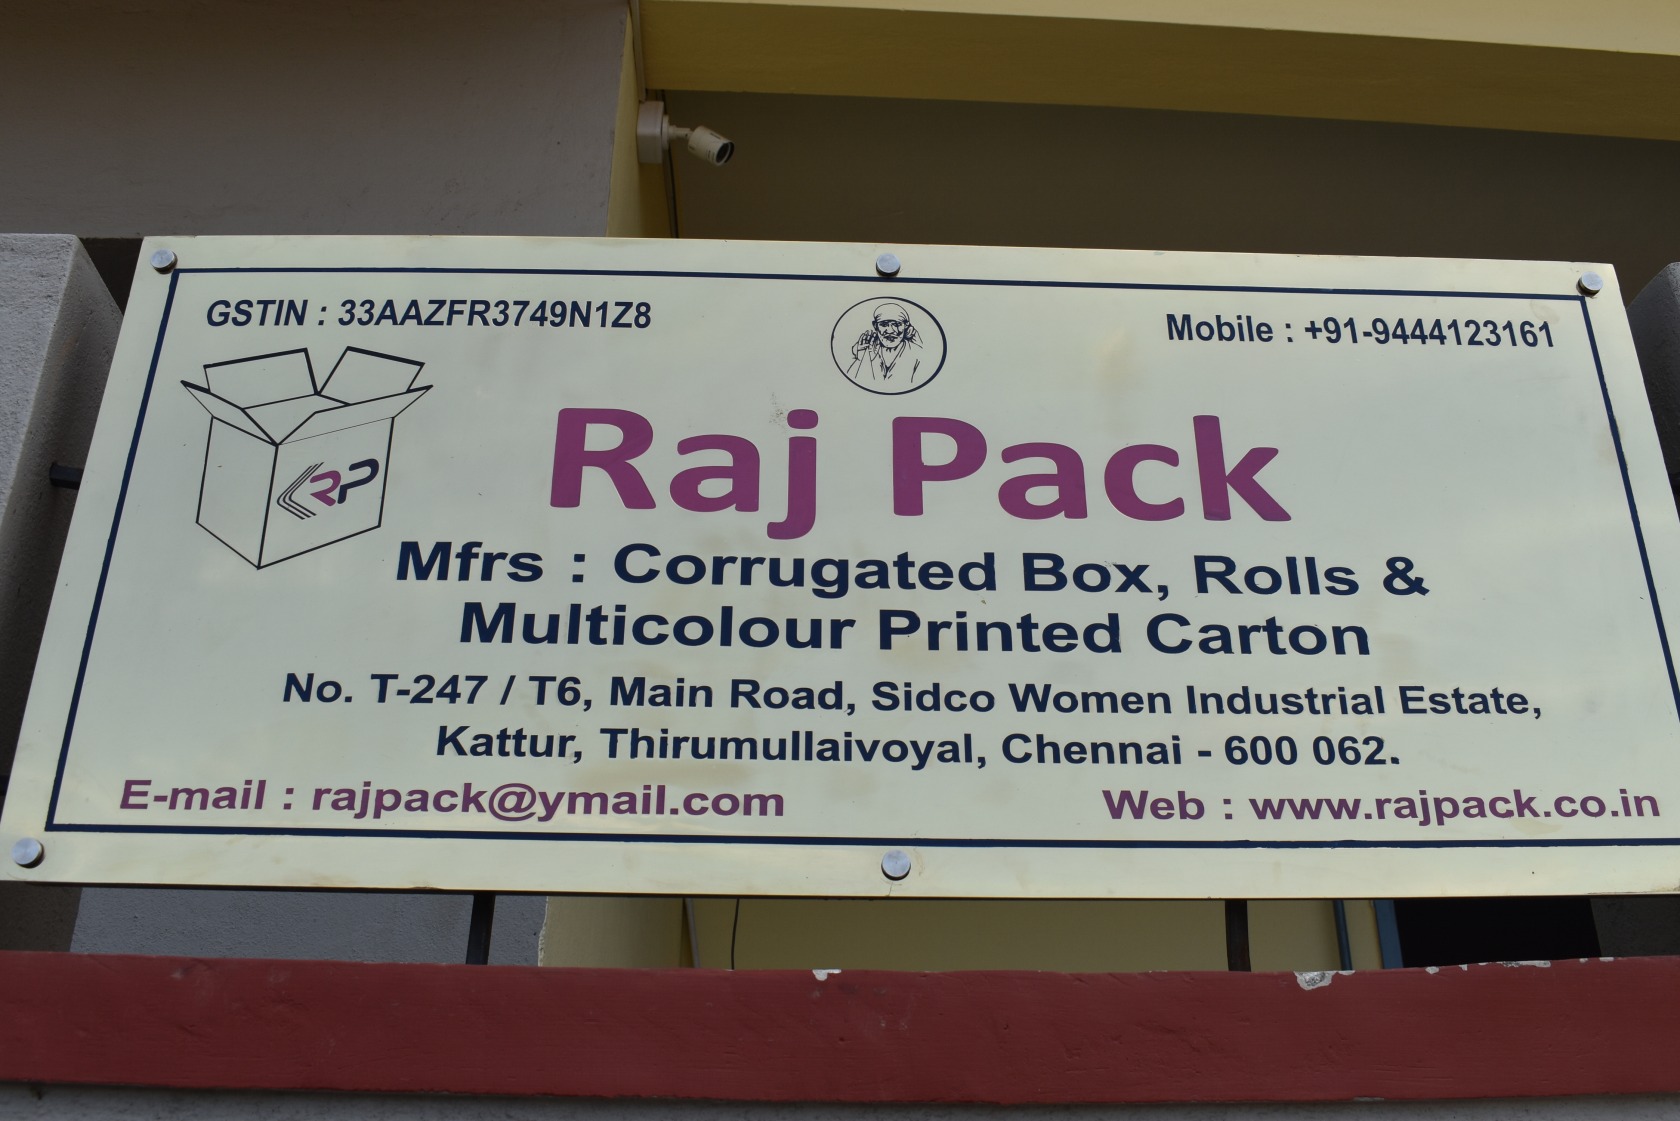 GSTIN : 33AAZFR3749N1Z8
Mobile : +91-9444123161
RP
Raj Pack
Mfrs : Corrugated Box, Rolls &
Multicolour Printed Carton
No. T-247 / T6, Main Road, Sidco Women Industrial Estate,
Kattur, Thirumullaivoyal, Chennai - 600 062.
E-mail : rajpack@ymail.com
Web : www.rajpack.co.in